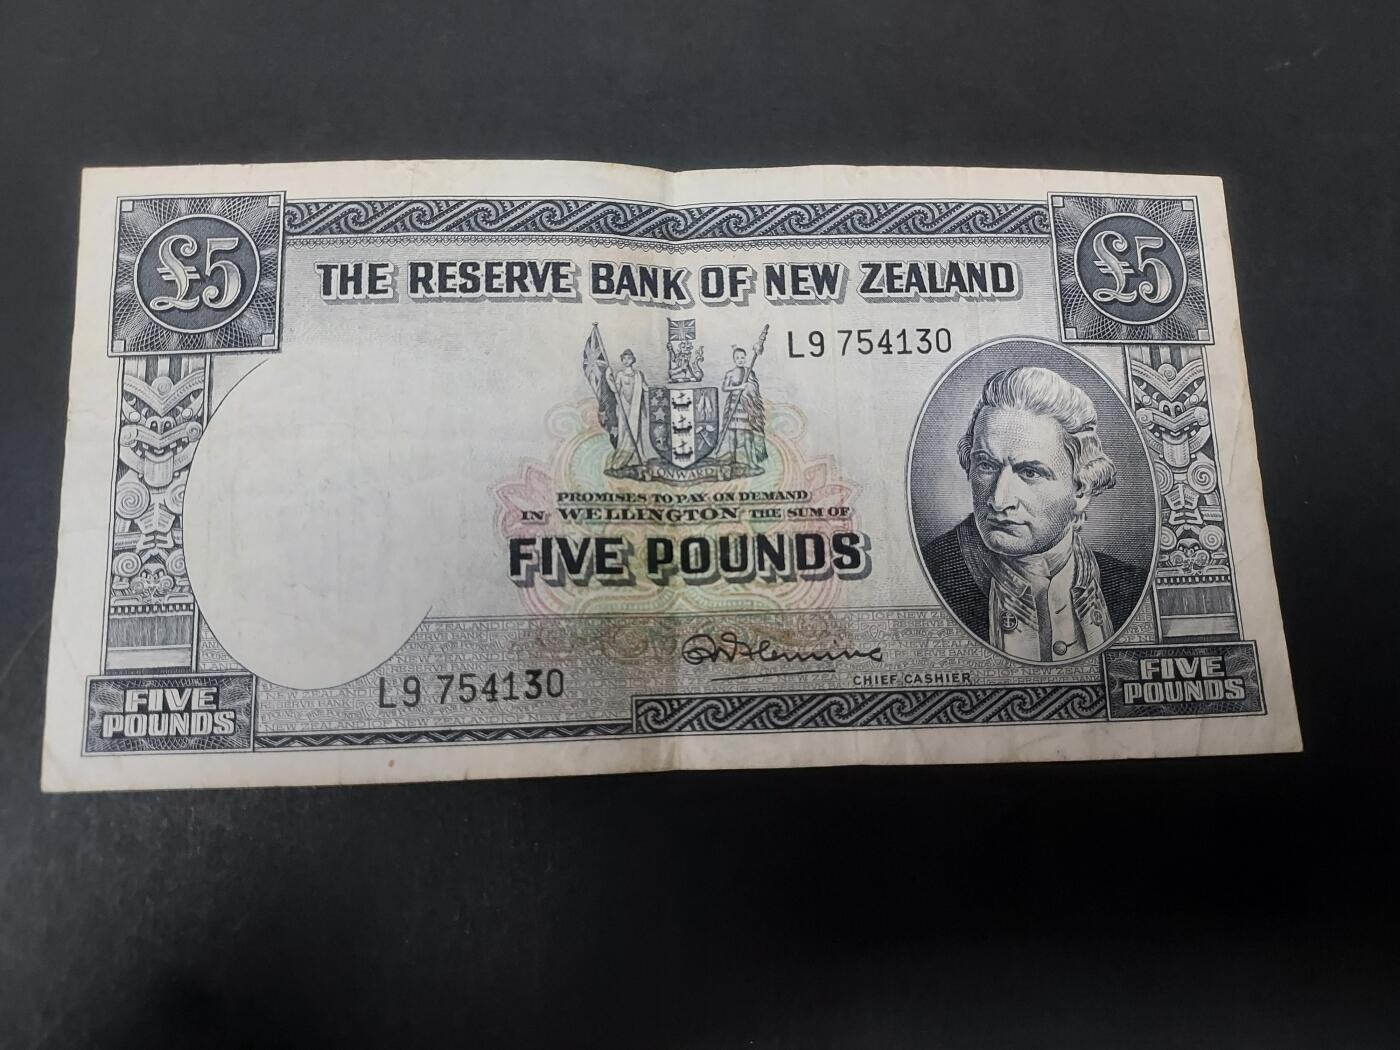 £5
£5
THE RESERVE BANK OF NEW ZEALAND
L9 754130
ONWARD
PROMISES TO PAY ON DEMAND
IN WELLINGTON THE SUM OF
FIVE POUNDS
RNFleming
CHIEF CASHIER
L9 754130
FIVE
POUNDS
FIVE
POUNDS